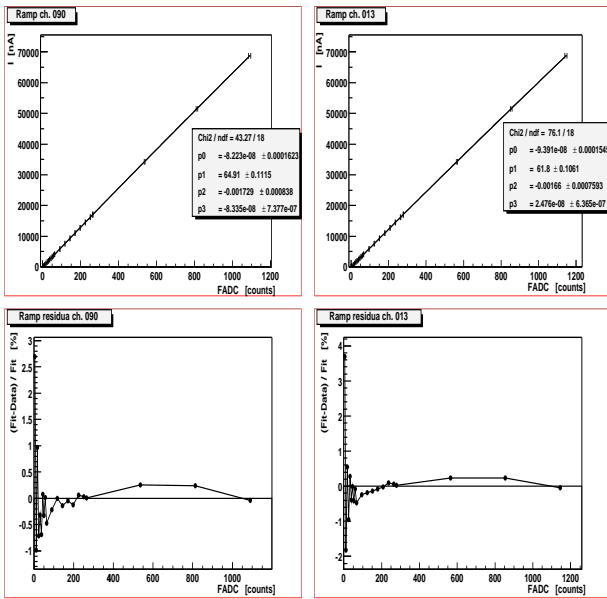 Ramp ch. 090
I [nA]
70000
60000
50000
40000
30000
20000
10000
0
0 200 400 600 800 1000 1200
FADC [counts]
Chi2 / ndf = 43.27 / 18
p0 = -8.223e-08 ± 0.0001623
p1 = 64.91 ± 0.1115
p2 = -0.001729 ± 0.000838
p3 = -8.335e-08 ± 7.377e-07
Ramp ch. 013
I [nA]
70000
60000
50000
40000
30000
20000
10000
0
0 200 400 600 800 1000 1200
FADC [counts]
Chi2 / ndf = 76.1 / 18
p0 = -9.391e-08 ± 0.0001545
p1 = 61.8 ± 0.1061
p2 = -0.00166 ± 0.0007593
p3 = 2.476e-08 ± 6.365e-07
Ramp residua ch. 090
(Fit-Data) / Fit [%]
3
2.5
2
1.5
1
0.5
0
-0.5
-1
0 200 400 600 800 1000
FADC [counts]
Ramp residua ch. 013
(Fit-Data) / Fit [%]
4
3
2
1
0
-1
-2
0 200 400 600 800 1000 1200
FADC [counts]